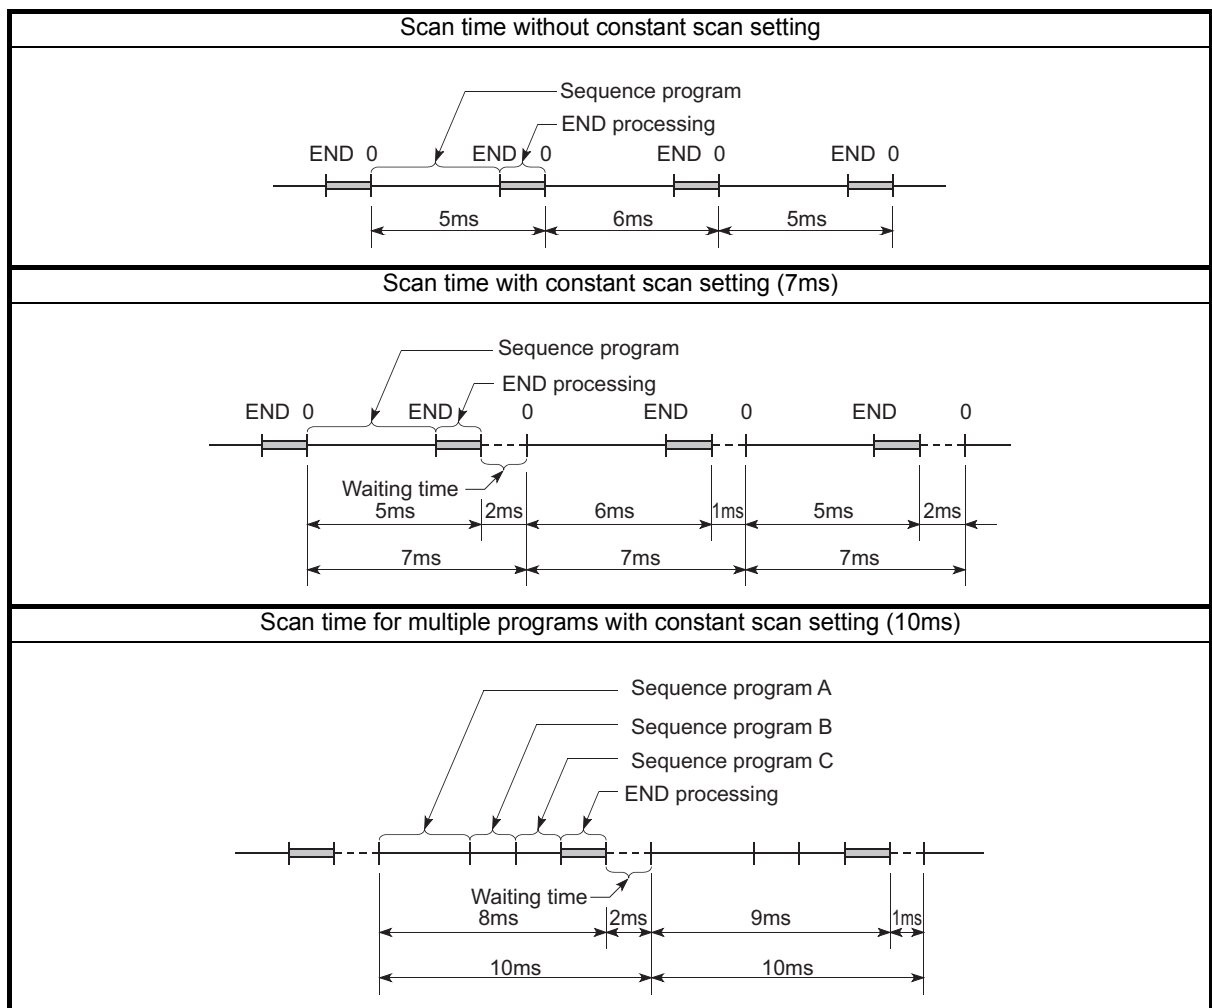 Scan time without constant scan setting
Sequence program
END processing
END 0 END 0 END 0 END 0
5ms 6ms 5ms
Scan time with constant scan setting (7ms)
Sequence program
END processing
END 0 END 0 END 0 END 0
Waiting time
5ms 2ms 6ms 1ms 5ms 2ms
7ms 7ms 7ms
Scan time for multiple programs with constant scan setting (10ms)
Sequence program A
Sequence program B
Sequence program C
END processing
Waiting time
8ms 2ms 9ms 1ms
10ms 10ms